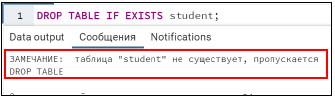 1 DROP TABLE IF EXISTS student;
Data output Сообщения Notifications
ЗАМЕЧАНИЕ: таблица "student" не существует, пропускается
DROP TABLE